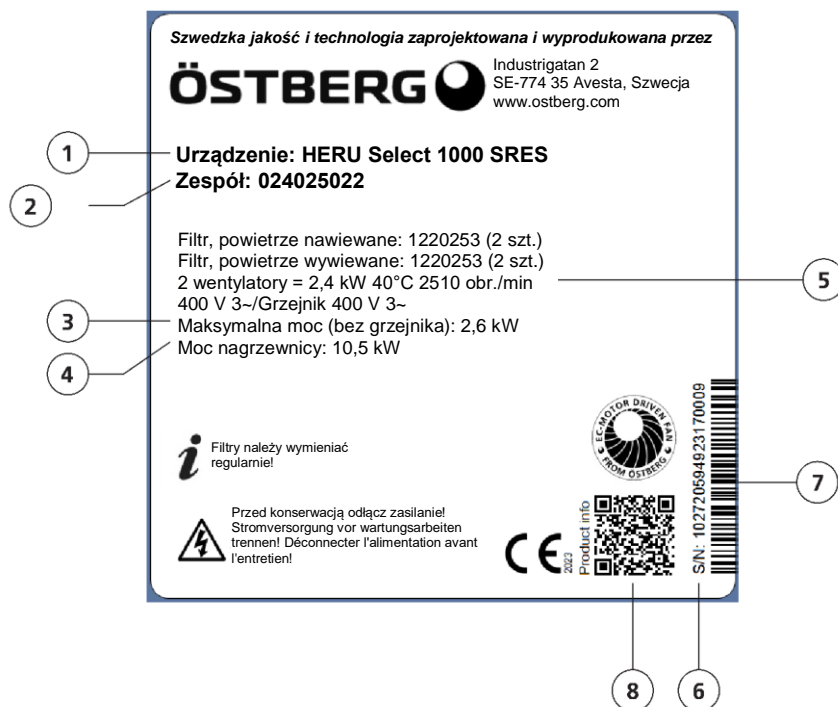 Szwedzka jakość i technologia zaprojektowana i wyprodukowana przez
ÖSTBERG
Industrigatan 2
SE-774 35 Avesta, Szwecja
www.ostberg.com
1
Urządzenie: HERU Select 1000 SRES
2
Zespół: 024025022
Filtr, powietrze nawiewane: 1220253 (2 szt.)
Filtr, powietrze wywiewane: 1220253 (2 szt.)
2 wentylatory = 2,4 kW 40°C 2510 obr./min
5
400 V 3~/Grzejnik 400 V 3~
3
Maksymalna moc (bez grzejnika): 2,6 kW
4
Moc nagrzewnicy: 10,5 kW
EC-MOTOR DRIVEN FAN
FROM ÖSTBERG
i
Filtry należy wymieniać
regularnie!
7
Przed konserwacją odłącz zasilanie!
Stromversorgung vor wartungsarbeiten
trennen! Déconnecter l'alimentation avant
l'entretien!
CE
2023
Product info
S/N: 102720594923170009
8
6